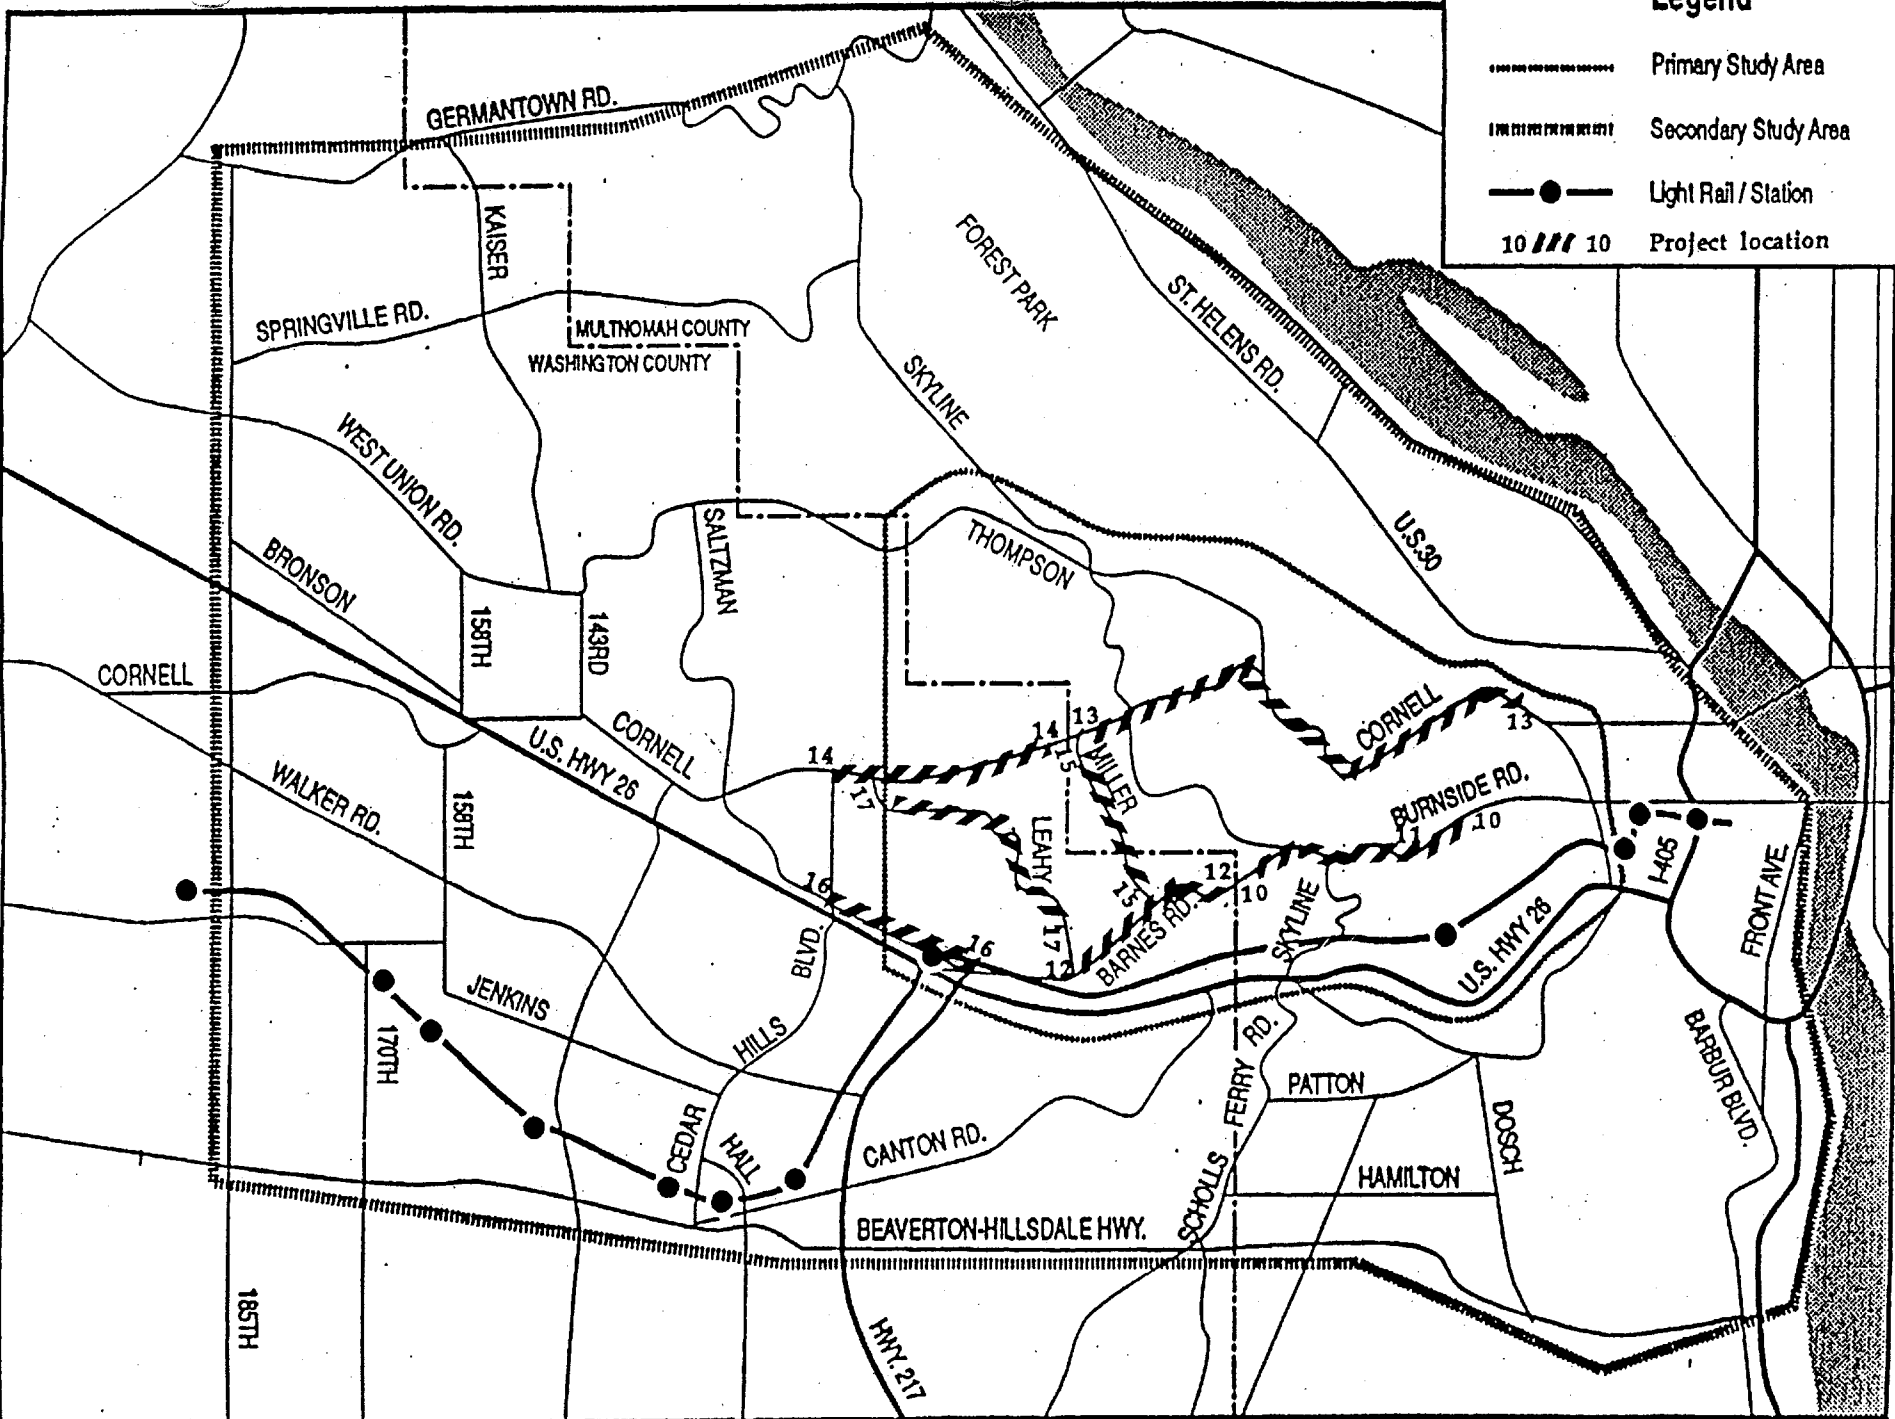 Legend
Primary Study Area
Secondary Study Area
Light Rail / Station
10 10 Project location
GERMANTOWN RD.
KAISER
FOREST PARK
ST. HELENS RD.
SPRINGVILLE RD.
MULTNOMAH COUNTY
WASHINGTON COUNTY
SKYLINE
WEST UNION RD.
U.S.30
SALTZMAN
THOMPSON
BRONSON
158TH
143RD
CORNELL
CORNELL
CORNELL
13
14
13
15
14
U.S. HWY 26
MILLER
WALKER RD.
158TH
17
BURNSIDE RD.
10
LEAHY
I-405
FRONT AVE.
16
15
12
10
BLVD.
17
16
12
BARNES RD.
SKYLINE
U.S. HWY 26
JENKINS
170TH
HILLS
RD.
BARBUR BLVD.
PATTON
FERRY
DOSCH
CEDAR
HALL
CANTON RD.
SCHOLLS
HAMILTON
BEAVERTON-HILLSDALE HWY.
185TH
HWY. 217